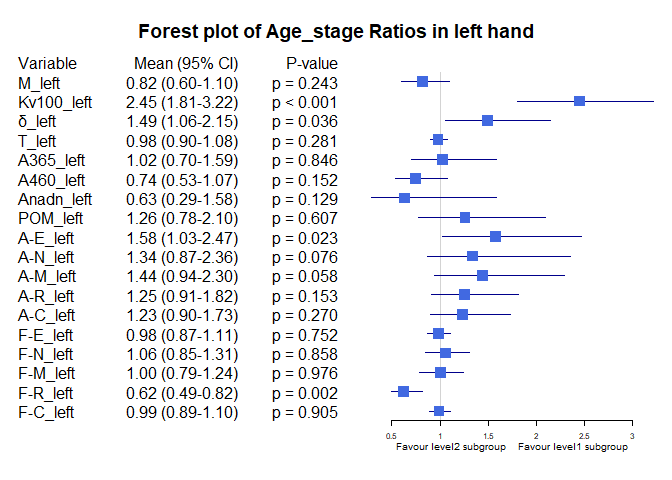 Forest plot of Age_stage Ratios in left hand
Variable Mean (95% CI) P-value
M_left 0.82 (0.60-1.10) p = 0.243
Kv100_left 2.45 (1.81-3.22) p < 0.001
δ_left 1.49 (1.06-2.15) p = 0.036
T_left 0.98 (0.90-1.08) p = 0.281
A365_left 1.02 (0.70-1.59) p = 0.846
A460_left 0.74 (0.53-1.07) p = 0.152
Anadn_left 0.63 (0.29-1.58) p = 0.129
POM_left 1.26 (0.78-2.10) p = 0.607
A-E_left 1.58 (1.03-2.47) p = 0.023
A-N_left 1.34 (0.87-2.36) p = 0.076
A-M_left 1.44 (0.94-2.30) p = 0.058
A-R_left 1.25 (0.91-1.82) p = 0.153
A-C_left 1.23 (0.90-1.73) p = 0.270
F-E_left 0.98 (0.87-1.11) p = 0.752
F-N_left 1.06 (0.85-1.31) p = 0.858
F-M_left 1.00 (0.79-1.24) p = 0.976
F-R_left 0.62 (0.49-0.82) p = 0.002
F-C_left 0.99 (0.89-1.10) p = 0.905
0.5 1 1.5 2 2.5 3
Favour level2 subgroup Favour level1 subgroup